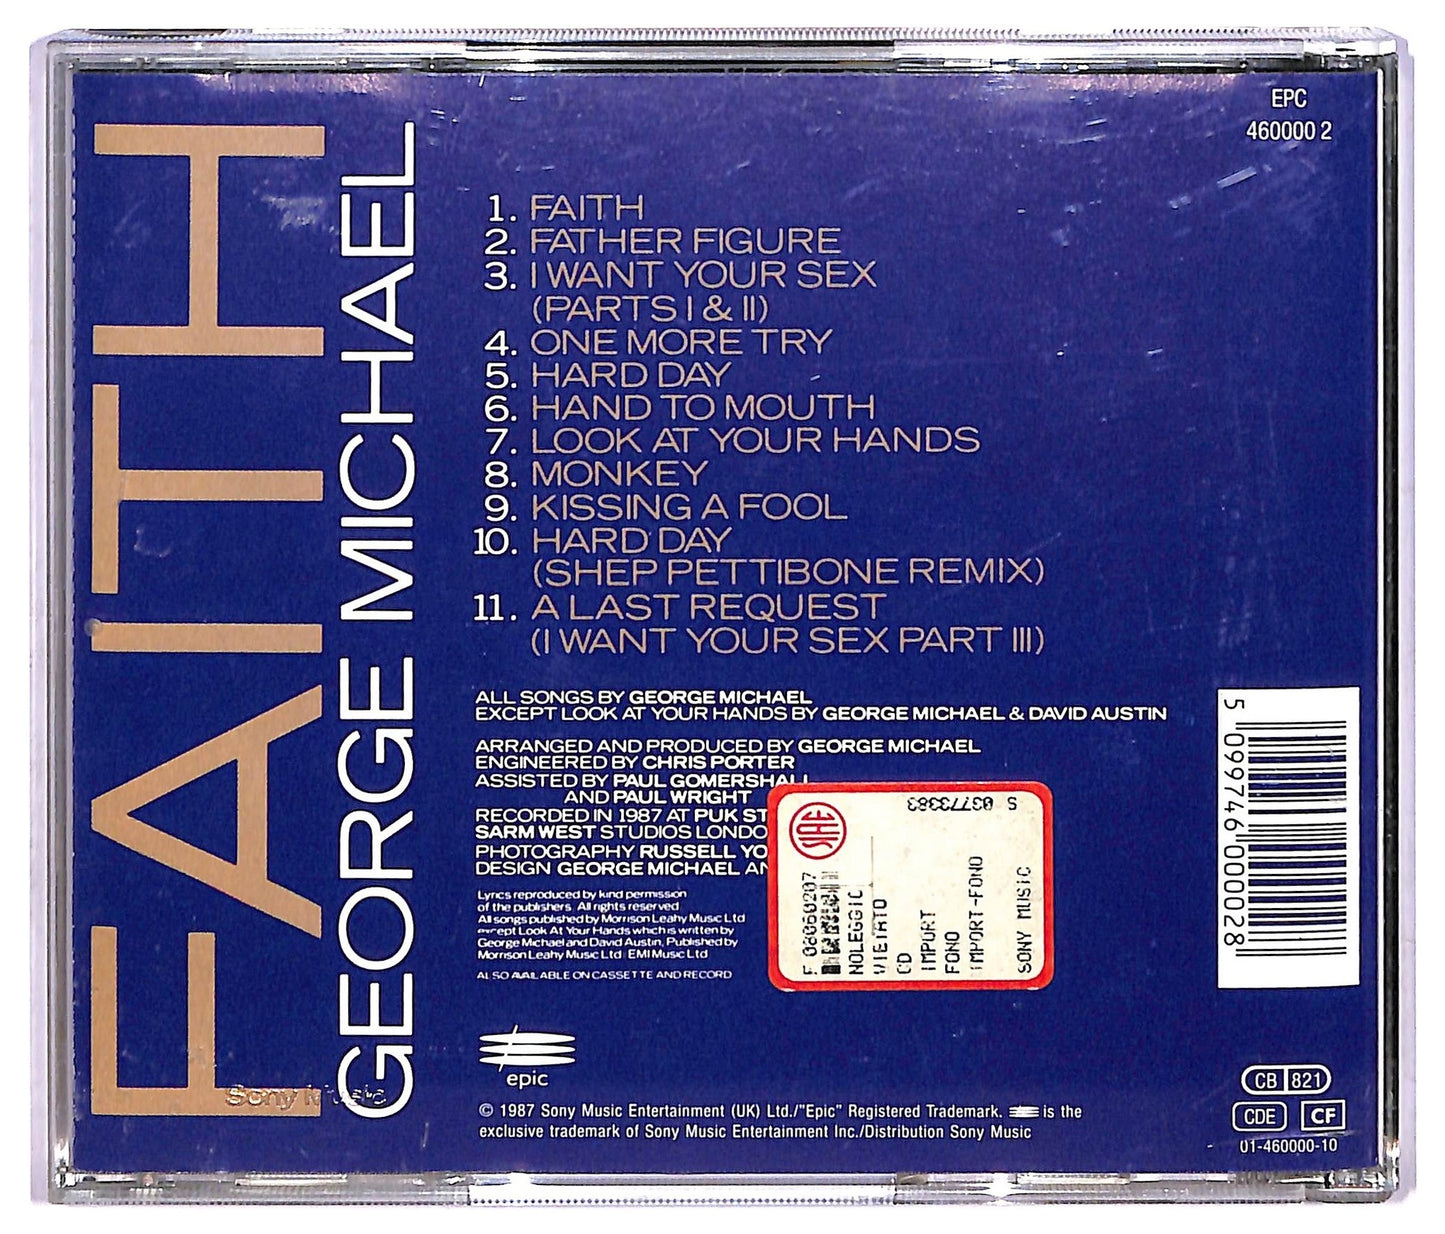 FAITH
GEORGE MICHAEL
EPC
460000 2
1. FAITH
2. FATHER FIGURE
3. I WANT YOUR SEX
(PARTS I & II)
4. ONE MORE TRY
5. HARD DAY
6. HAND TO MOUTH
7. LOOK AT YOUR HANDS
8. MONKEY
9. KISSING A FOOL
10. HARD DAY
(SHEP PETTIBONE REMIX)
11. A LAST REQUEST
(I WANT YOUR SEX PART III)
ALL SONGS BY GEORGE MICHAEL
EXCEPT LOOK AT YOUR HANDS BY GEORGE MICHAEL & DAVID AUSTIN
ARRANGED AND PRODUCED BY GEORGE MICHAEL
ENGINEERED BY CHRIS PORTER
ASSISTED BY PAUL GOMERSHALL
AND PAUL WRIGHT
RECORDED IN 1987 AT PUK ST
SARM WEST STUDIOS LONDO
PHOTOGRAPHY RUSSELL YO
DESIGN GEORGE MICHAEL AN
Lyrics reproduced by kind permission
of the publishers. All rights reserved
All songs published by Morrison Leahy Music Ltd
except Look At Your Hands which is written by
George Michael and David Austin, Published by
Morrison Leahy Music Ltd EMI Music Ltd
ALSO AVAILABLE ON CASSETTE AND RECORD
SIAE
S 03773383
F 08060207
NOLEGGIO
VIETATO
CD
IMPORT
FONO
IMPORT-FONO
SONY MUSIC
5 099746 000028
epic
© 1987 Sony Music Entertainment (UK) Ltd./"Epic" Registered Trademark. is the
exclusive trademark of Sony Music Entertainment Inc./Distribution Sony Music
Sony Music
CB 821
CDE CF
01-460000-10